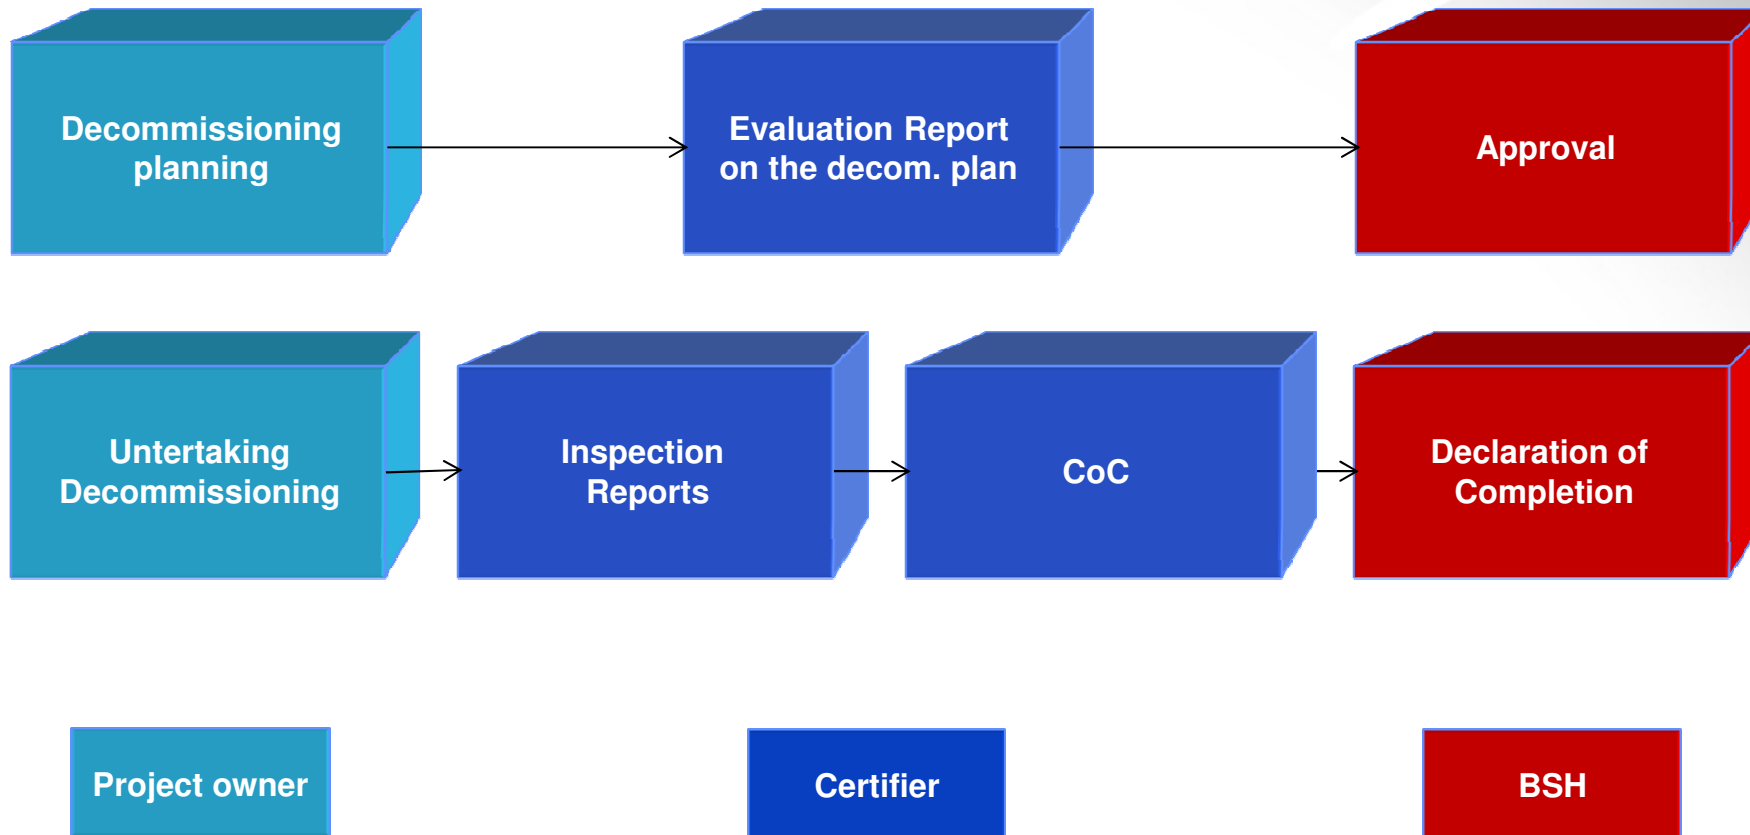 Decommissioning
planning
Evaluation Report
on the decom. plan
Approval
Untertaking
Decommissioning
Inspection
Reports
CoC
Declaration of
Completion
Project owner
Certifier
BSH